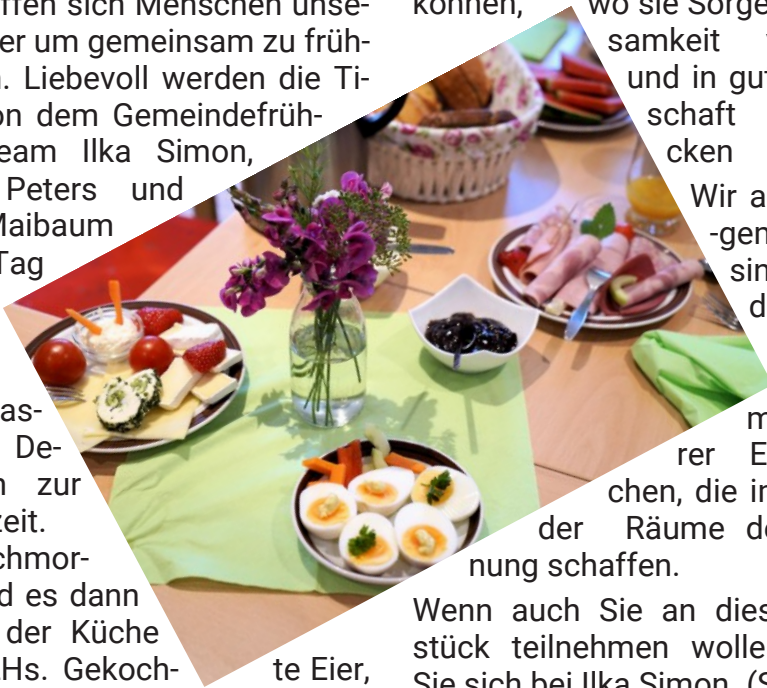 ffen sich Menschen unse-
er um gemeinsam zu früh-
. Liebevoll werden die Ti-
on dem Gemeindefrüh-
eam Ilka Simon,
Peters und
Maibaum
Tag
as-
De-
zur
zeit.
chmor-
d es dann
der Küche
Hs. Gekoch-
te Eier,
können, wo sie Sorge
samkeit
und in gut
schaft
cken
Wir a
-gen
sin
d
m
rer E
chen, die in
der Räume de
nung schaffen.
Wenn auch Sie an dies
stück teilnehmen wolle
Sie sich bei Ilka Simon, (S